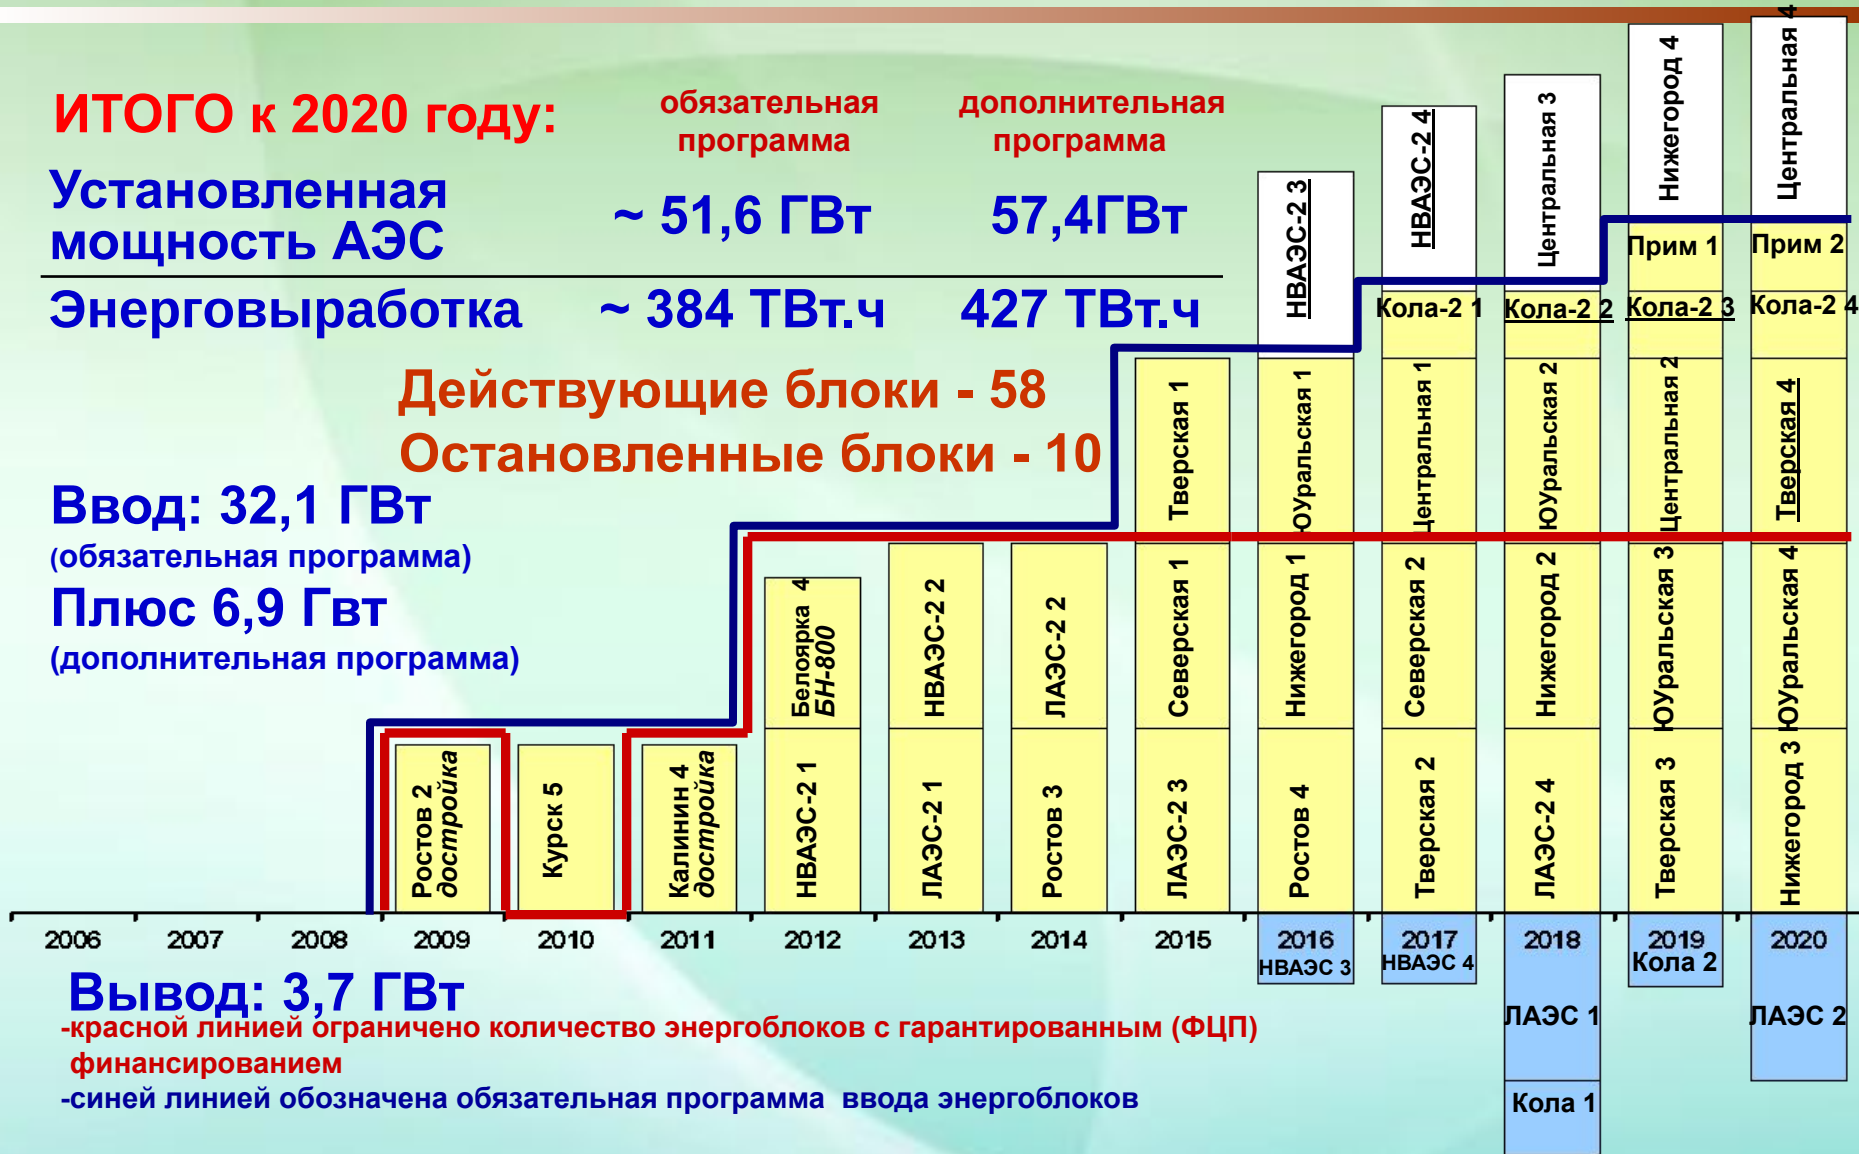 ИТОГО к 2020 году:
обязательная
программа
дополнительная
программа
Установленная
мощность АЭС
~ 51,6 ГВт
57,4ГВт
Энерговыработка
~ 384 ТВт.ч
427 ТВт.ч
Действующие блоки - 58
Остановленные блоки - 10
Ввод: 32,1 ГВт
(обязательная программа)
Плюс 6,9 Гвт
(дополнительная программа)
Ростов 2
достройка
Курск 5
Калинин 4
достройка
Белоярка 4
БН-800
НВАЭС-2 1
НВАЭС-2 2
ЛАЭС-2 1
ЛАЭС-2 2
Ростов 3
Тверская 1
Северская 1
ЛАЭС-2 3
НВАЭС-2 3
ЮУральская 1
Нижегород 1
Ростов 4
НВАЭС-2 4
Кола-2 1
Центральная 1
Северская 2
Тверская 2
Центральная 3
Кола-2 2
ЮУральская 2
Нижегород 2
ЛАЭС-2 4
Нижегород 4
Прим 1
Кола-2 3
Центральная 2
ЮУральская 3
Тверская 3
Центральная 4
Прим 2
Кола-2 4
Тверская 4
ЮУральская 4
Нижегород 3
2006 2007 2008 2009 2010 2011 2012 2013 2014 2015 2016 2017 2018 2019 2020
НВАЭС 3
НВАЭС 4
ЛАЭС 1
Кола 1
Кола 2
ЛАЭС 2
Вывод: 3,7 ГВт
-красной линией ограничено количество энергоблоков с гарантированным (ФЦП)
финансированием
-синей линией обозначена обязательная программа ввода энергоблоков